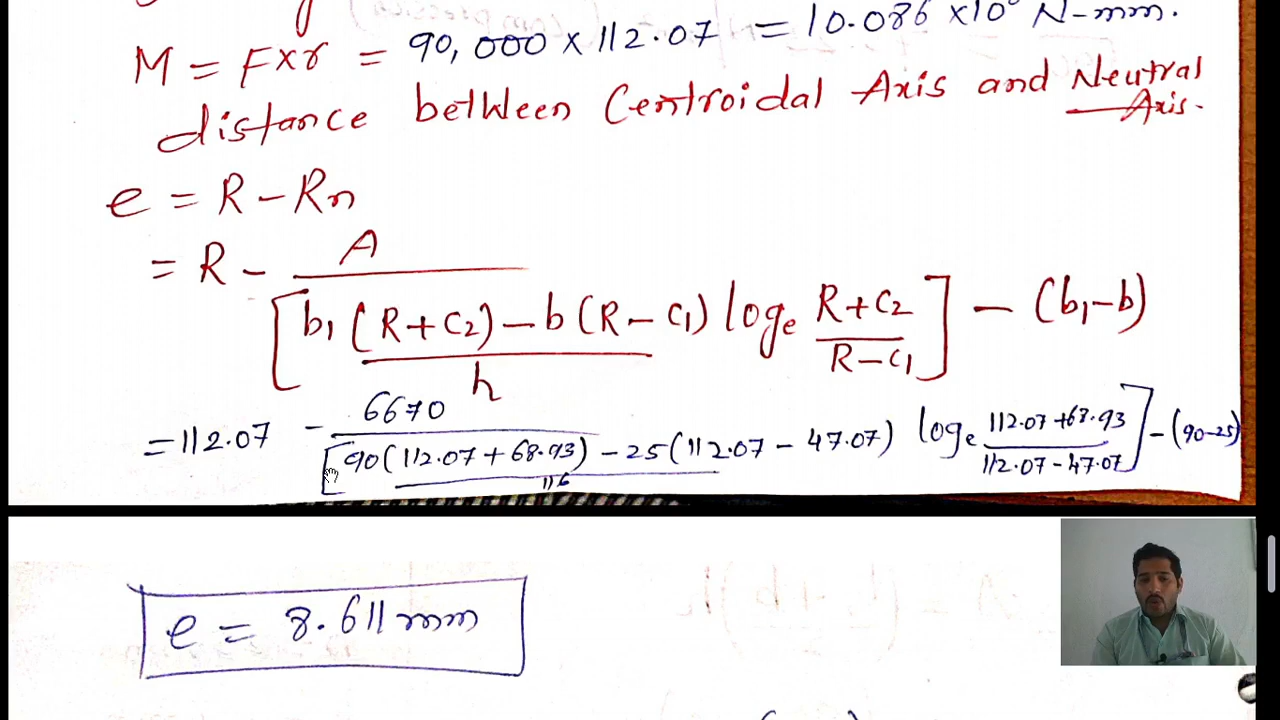 M = F×r = 90,000 × 112.07 = 10.086 ×10⁶ N-mm.
distance between Centroidal Axis and Neutral
Axis.
e = R - Rn
= R - A
[b₁(R+C₂) - b(R-C₁) logₑ R+C₂ / R-C₁] - (b₁-b)
h
= 112.07 - 6670
[90(112.07+68.93) - 25(112.07-47.07) logₑ 112.07+68.93 / 112.07-47.07] - (90-25)
116
e = 8.611 mm